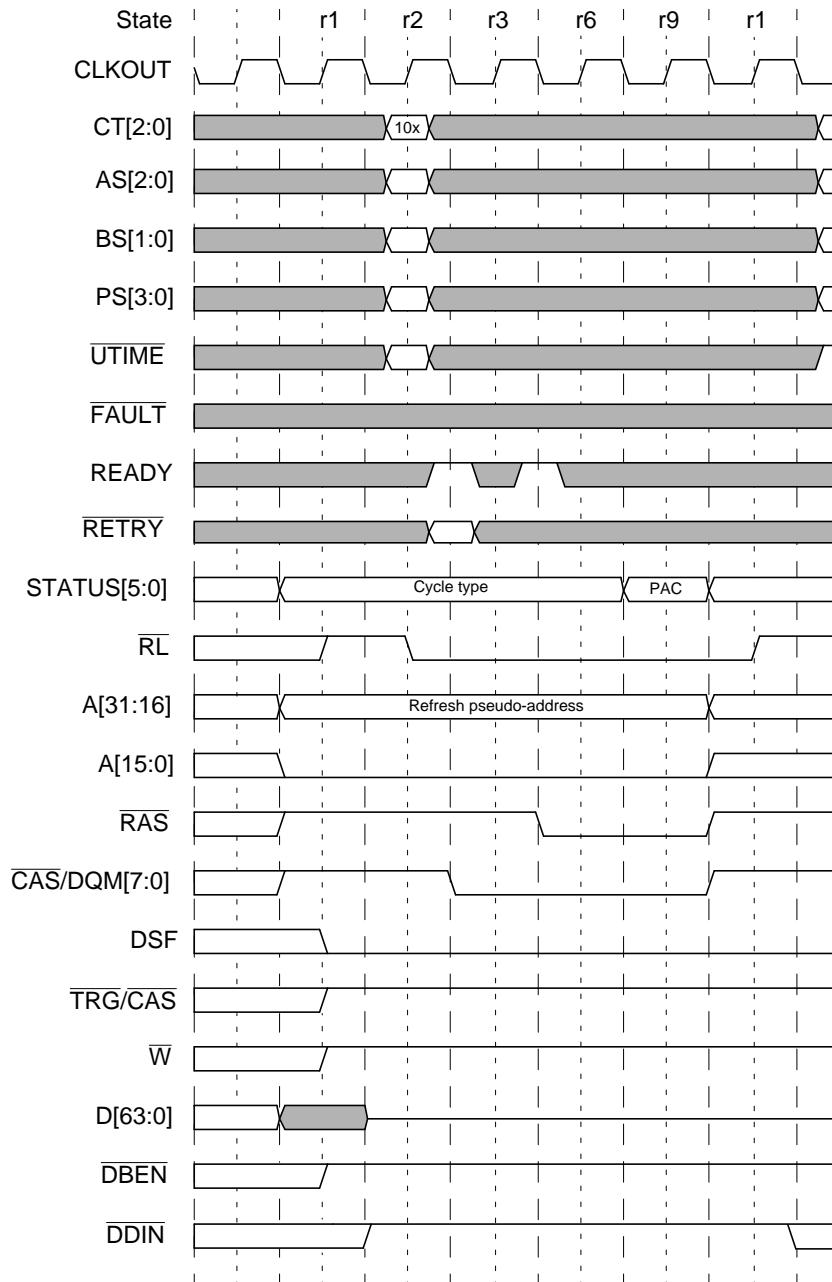 State r1 r2 r3 r6 r9 r1
CLKOUT
CT[2:0] 10x
AS[2:0]
BS[1:0]
PS[3:0]
UTIME
FAULT
READY
RETRY
STATUS[5:0] Cycle type PAC
RL
A[31:16] Refresh pseudo-address
A[15:0]
RAS
CAS/DQM[7:0]
DSF
TRG/CAS
W
D[63:0]
DBEN
DDIN